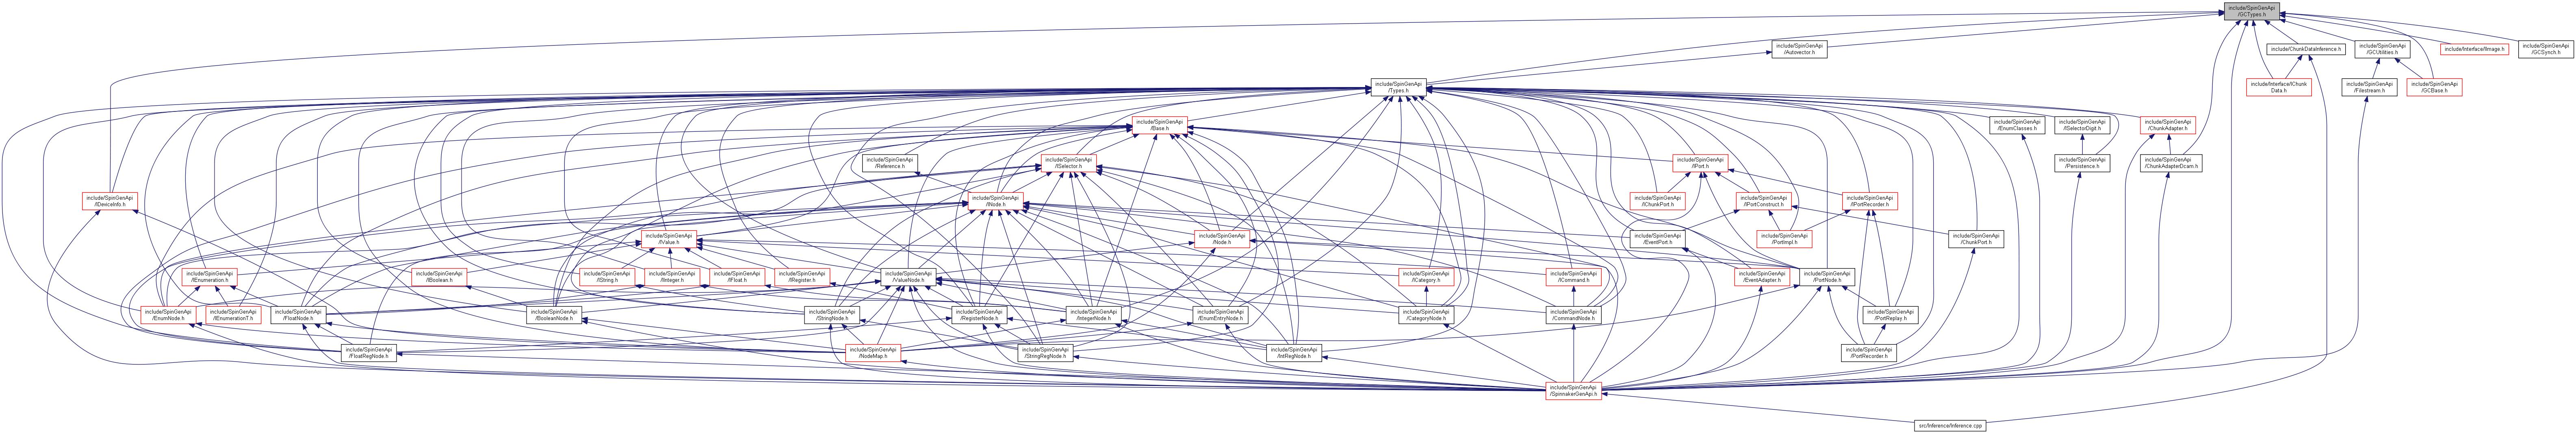 include/SpinGenApi
/GCTypes.h
include/SpinGenApi
/Autovector.h
include/ChunkDataInference.h
include/SpinGenApi
/GCUtilities.h
include/Interface/IImage.h
include/SpinGenApi
/GCSynch.h
include/SpinGenApi
/Types.h
include/Interface/IChunk
Data.h
include/SpinGenApi
/Filestream.h
include/SpinGenApi
/GCBase.h
include/SpinGenApi
/Base.h
include/SpinGenApi
/EnumClasses.h
include/SpinGenApi
/ISelectorDigit.h
include/SpinGenApi
/ChunkAdapter.h
include/SpinGenApi
/Reference.h
include/SpinGenApi
/ISelector.h
include/SpinGenApi
/IPort.h
include/SpinGenApi
/Persistence.h
include/SpinGenApi
/ChunkAdapterDcam.h
include/SpinGenApi
/IDeviceInfo.h
include/SpinGenApi
/INode.h
include/SpinGenApi
/IChunkPort.h
include/SpinGenApi
/IPortConstruct.h
include/SpinGenApi
/IPortRecorder.h
include/SpinGenApi
/IValue.h
include/SpinGenApi
/Node.h
include/SpinGenApi
/EventPort.h
include/SpinGenApi
/PortImpl.h
include/SpinGenApi
/ChunkPort.h
include/SpinGenApi
/IEnumeration.h
include/SpinGenApi
/IBoolean.h
include/SpinGenApi
/IString.h
include/SpinGenApi
/IInteger.h
include/SpinGenApi
/IFloat.h
include/SpinGenApi
/IRegister.h
include/SpinGenApi
/ValueNode.h
include/SpinGenApi
/ICategory.h
include/SpinGenApi
/ICommand.h
include/SpinGenApi
/EventAdapter.h
include/SpinGenApi
/PortNode.h
include/SpinGenApi
/EnumNode.h
include/SpinGenApi
/IEnumerationT.h
include/SpinGenApi
/FloatNode.h
include/SpinGenApi
/BooleanNode.h
include/SpinGenApi
/StringNode.h
include/SpinGenApi
/RegisterNode.h
include/SpinGenApi
/IntegerNode.h
include/SpinGenApi
/EnumEntryNode.h
include/SpinGenApi
/CategoryNode.h
include/SpinGenApi
/CommandNode.h
include/SpinGenApi
/PortReplay.h
include/SpinGenApi
/FloatRegNode.h
include/SpinGenApi
/NodeMap.h
include/SpinGenApi
/StringRegNode.h
include/SpinGenApi
/IntRegNode.h
include/SpinGenApi
/PortRecorder.h
include/SpinGenApi
/SpinnakerGenApi.h
src/Inference/Inference.cpp